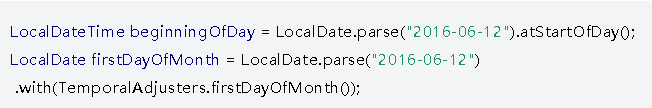 LocalDateTime beginningOfDay = LocalDate.parse("2016-06-12").atStartOfDay();
LocalDate firstDayOfMonth = LocalDate.parse("2016-06-12")
.with(TemporalAdjusters.firstDayOfMonth());